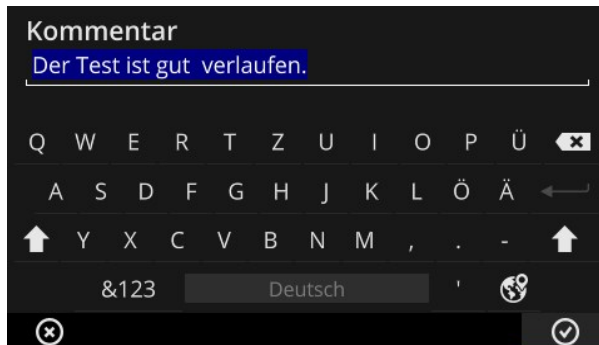 Kommentar
Der Test ist gut  verlaufen.
Q W E R T Z U I O P Ü
A S D F G H J K L Ö Ä
Y X C V B N M , . -
&123 Deutsch '